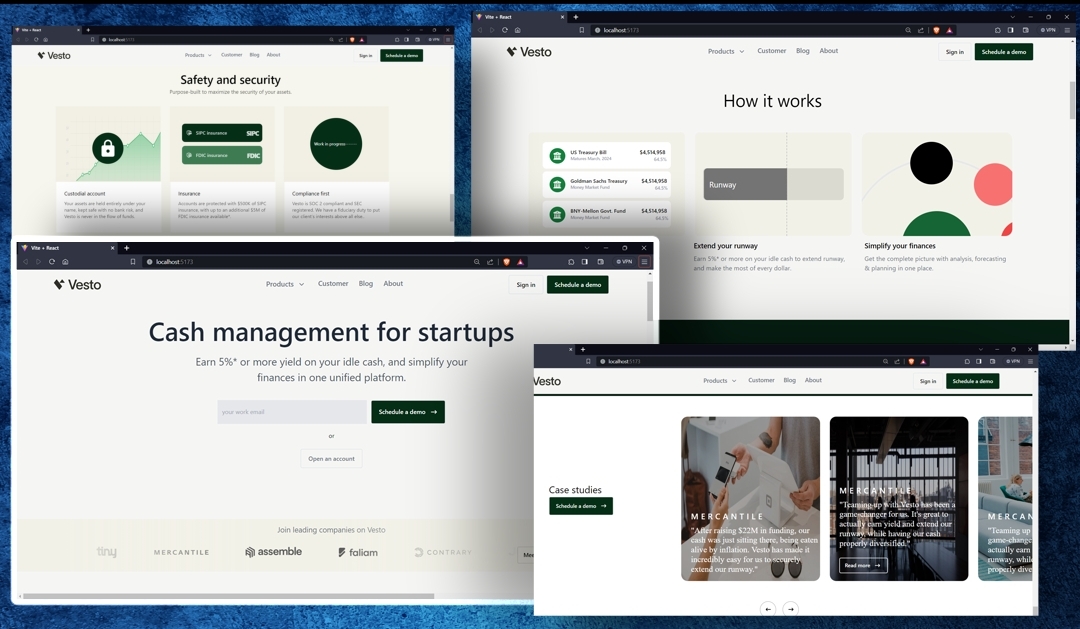 Vite + React
localhost:5173
VPN
Vesto
Products
Customer
Blog
About
Sign in
Schedule a demo
Safety and security
Purpose-built to maximize the security of your assets.
SIPC insurance
SIPC
FDIC insurance
FDIC
Work in progress
Custodial account
Your assets are held entirely under your
name, kept safe with no bank risk, and
Vesto is never in the flow of funds.
Insurance
Accounts are protected with $500K of SIPC
insurance, with up to an additional $5M of
FDIC insurance available*.
Compliance first
Vesto is SOC 2 compliant and SEC
registered. We have a fiduciary duty to put
our client's interests above all else.
Vite + React
localhost:5173
VPN
Vesto
Products
Customer
Blog
About
Sign in
Schedule a demo
How it works
US Treasury Bill
Matures March, 2024
$4,514,958
64.5%
Goldman Sachs Treasury
Money Market Fund
$4,514,958
64.5%
BNY-Mellon Govt. Fund
Money Market Fund
$4,514,958
64.5%
Runway
Extend your runway
Earn 5%* or more on your idle cash to extend runway,
and make the most of every dollar.
Simplify your finances
Get the complete picture with analysis, forecasting
& planning in one place.
Vite + React
localhost:5173
VPN
Vesto
Products
Customer
Blog
About
Sign in
Schedule a demo
Cash management for startups
Earn 5%* or more yield on your idle cash, and simplify your
finances in one unified platform.
your work email
Schedule a demo →
or
Open an account
Join leading companies on Vesto
tiny
MERCANTILE
assemble
faliam
CONTRARY
Mee
localhost:5173
VPN
Vesto
Products
Customer
Blog
About
Sign in
Schedule a demo
Case studies
Schedule a demo →
MERCANTILE
"After raising $22M in funding, our
cash was just sitting there, being eaten
alive by inflation. Vesto has made it
incredibly easy for us to securely
extend our runway."
MERCANTILE
"Teaming up with Vesto has been a
game-changer for us. It's great to
actually earn yield and extend our
runway, while having our cash
properly diversified."
Read more →
MERCAN
"Teaming
game-change
actually earn
runway, while
properly dive